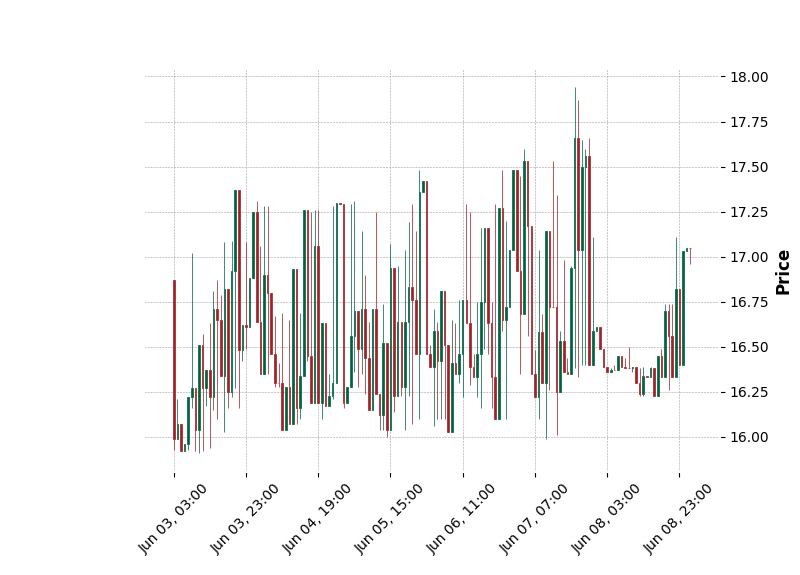 18.00
17.75
17.50
17.25
17.00
16.75
16.50
16.25
16.00
Price
Jun 03, 03:00
Jun 03, 23:00
Jun 04, 19:00
Jun 05, 15:00
Jun 06, 11:00
Jun 07, 07:00
Jun 08, 03:00
Jun 08, 23:00